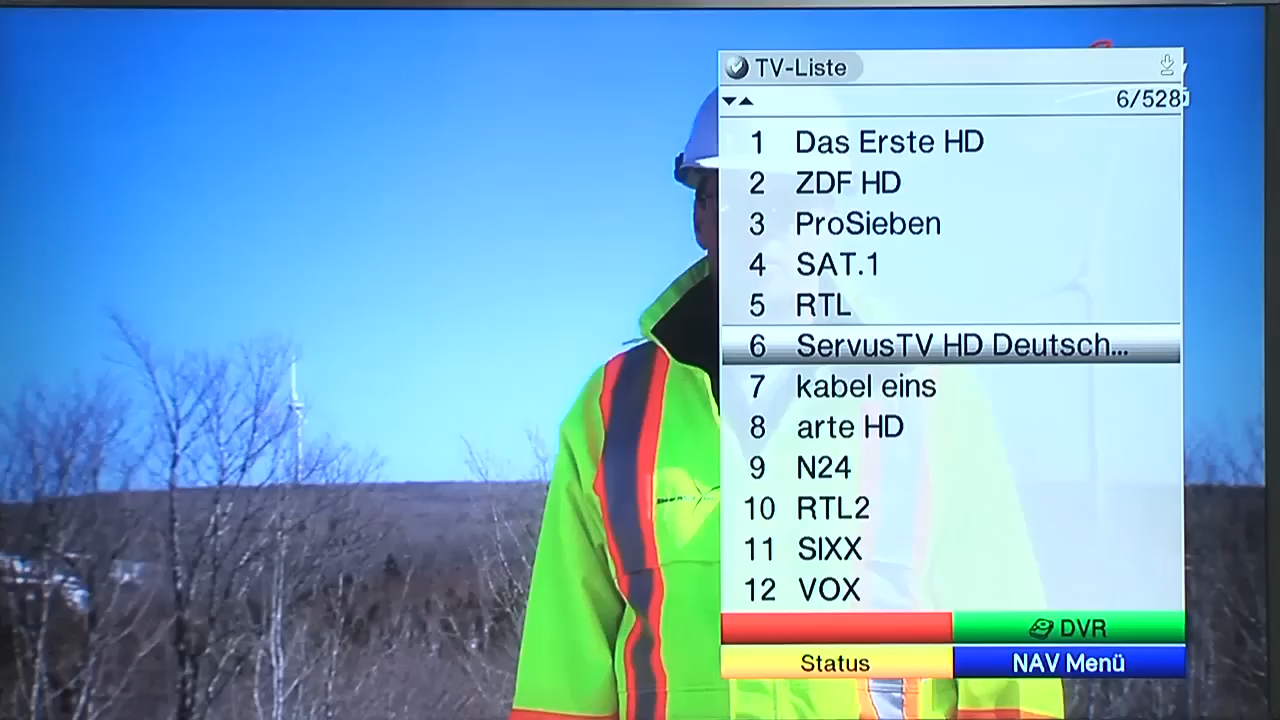 TV-Liste
6/528
1 Das Erste HD
2 ZDF HD
3 ProSieben
4 SAT.1
5 RTL
6 ServusTV HD Deutsch...
7 kabel eins
8 arte HD
9 N24
10 RTL2
11 SIXX
12 VOX
DVR
Status NAV Menü